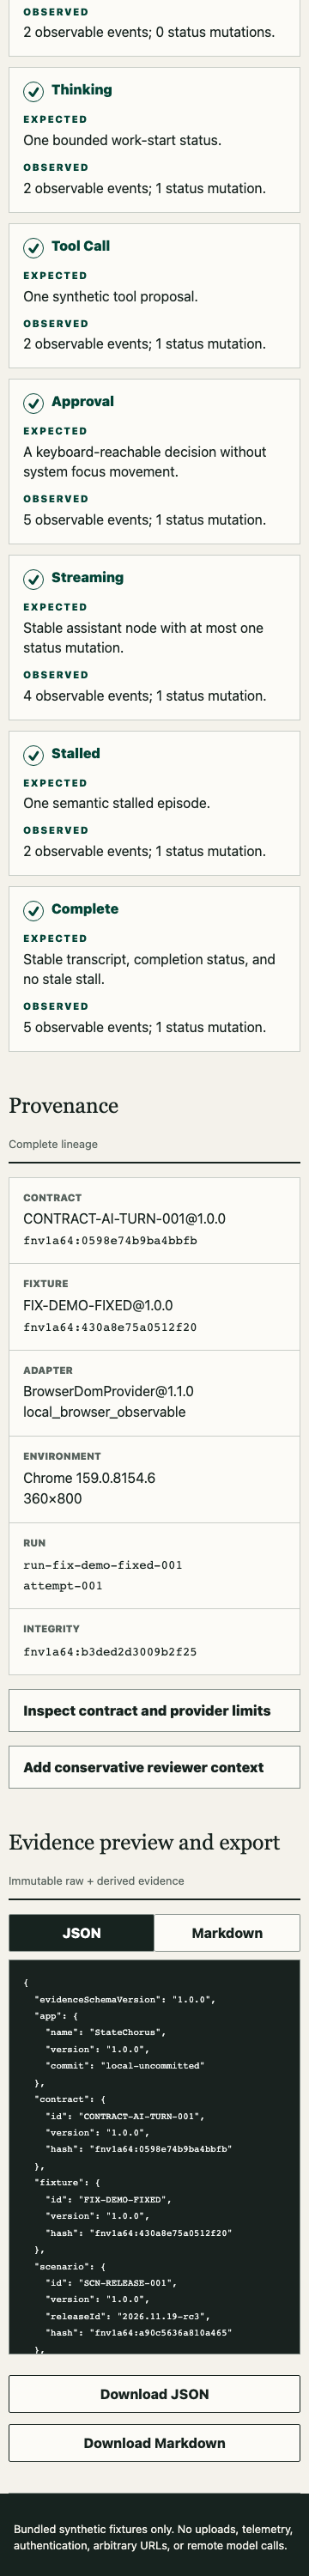 OBSERVED
2 observable events; 0 status mutations.
Thinking
EXPECTED
One bounded work-start status.
OBSERVED
2 observable events; 1 status mutation.
Tool Call
EXPECTED
One synthetic tool proposal.
OBSERVED
2 observable events; 1 status mutation.
Approval
EXPECTED
A keyboard-reachable decision without
system focus movement.
OBSERVED
5 observable events; 1 status mutation.
Streaming
EXPECTED
Stable assistant node with at most one
status mutation.
OBSERVED
4 observable events; 1 status mutation.
Stalled
EXPECTED
One semantic stalled episode.
OBSERVED
2 observable events; 1 status mutation.
Complete
EXPECTED
Stable transcript, completion status, and
no stale stall.
OBSERVED
5 observable events; 1 status mutation.
Provenance
Complete lineage
CONTRACT
CONTRACT-AI-TURN-001@1.0.0
fnv1a64:0598e74b9ba4bbfb
FIXTURE
FIX-DEMO-FIXED@1.0.0
fnv1a64:430a8e75a0512f20
ADAPTER
BrowserDomProvider@1.1.0
local_browser_observable
ENVIRONMENT
Chrome 159.0.8154.6
360×800
RUN
run-fix-demo-fixed-001
attempt-001
INTEGRITY
fnv1a64:b3ded2d3009b2f25
Inspect contract and provider limits
Add conservative reviewer context
Evidence preview and export
Immutable raw + derived evidence
JSON
Markdown
{
"evidenceSchemaVersion": "1.0.0",
"app": {
"name": "StateChorus",
"version": "1.0.0",
"commit": "local-uncommitted"
},
"contract": {
"id": "CONTRACT-AI-TURN-001",
"version": "1.0.0",
"hash": "fnv1a64:0598e74b9ba4bbfb"
},
"fixture": {
"id": "FIX-DEMO-FIXED",
"version": "1.0.0",
"hash": "fnv1a64:430a8e75a0512f20"
},
"scenario": {
"id": "SCN-RELEASE-001",
"version": "1.0.0",
"releaseId": "2026.11.19-rc3",
"hash": "fnv1a64:a90c5636a810a465"
},
Download JSON
Download Markdown
Bundled synthetic fixtures only. No uploads, telemetry,
authentication, arbitrary URLs, or remote model calls.